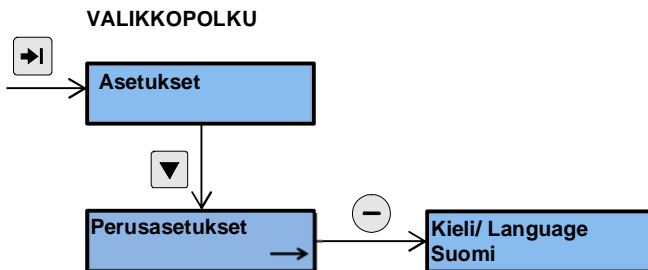 VALIKKOPOLKU
Asetukset
Perusasetukset
Kieli/ Language
Suomi